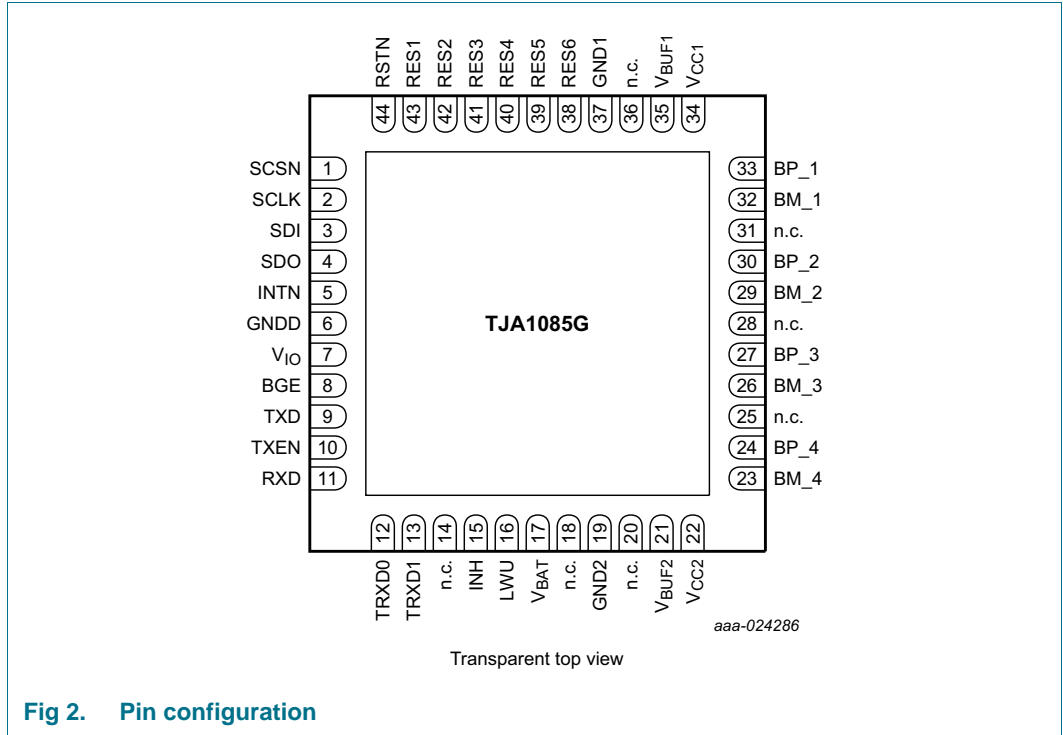 RSTN
RES1
RES2
RES3
RES4
RES5
RES6
GND1
n.c.
VBUF1
VCC1
44
43
42
41
40
39
38
37
36
35
34
SCSN 1
SCLK 2
SDI 3
SDO 4
INTN 5
GNDD 6
VIO 7
BGE 8
TXD 9
TXEN 10
RXD 11
TJA1085G
33 BP_1
32 BM_1
31 n.c.
30 BP_2
29 BM_2
28 n.c.
27 BP_3
26 BM_3
25 n.c.
24 BP_4
23 BM_4
12
13
14
15
16
17
18
19
20
21
22
TRXD0
TRXD1
n.c.
INH
LWU
VBAT
n.c.
GND2
n.c.
VBUF2
VCC2
aaa-024286
Transparent top view
Fig 2. Pin configuration